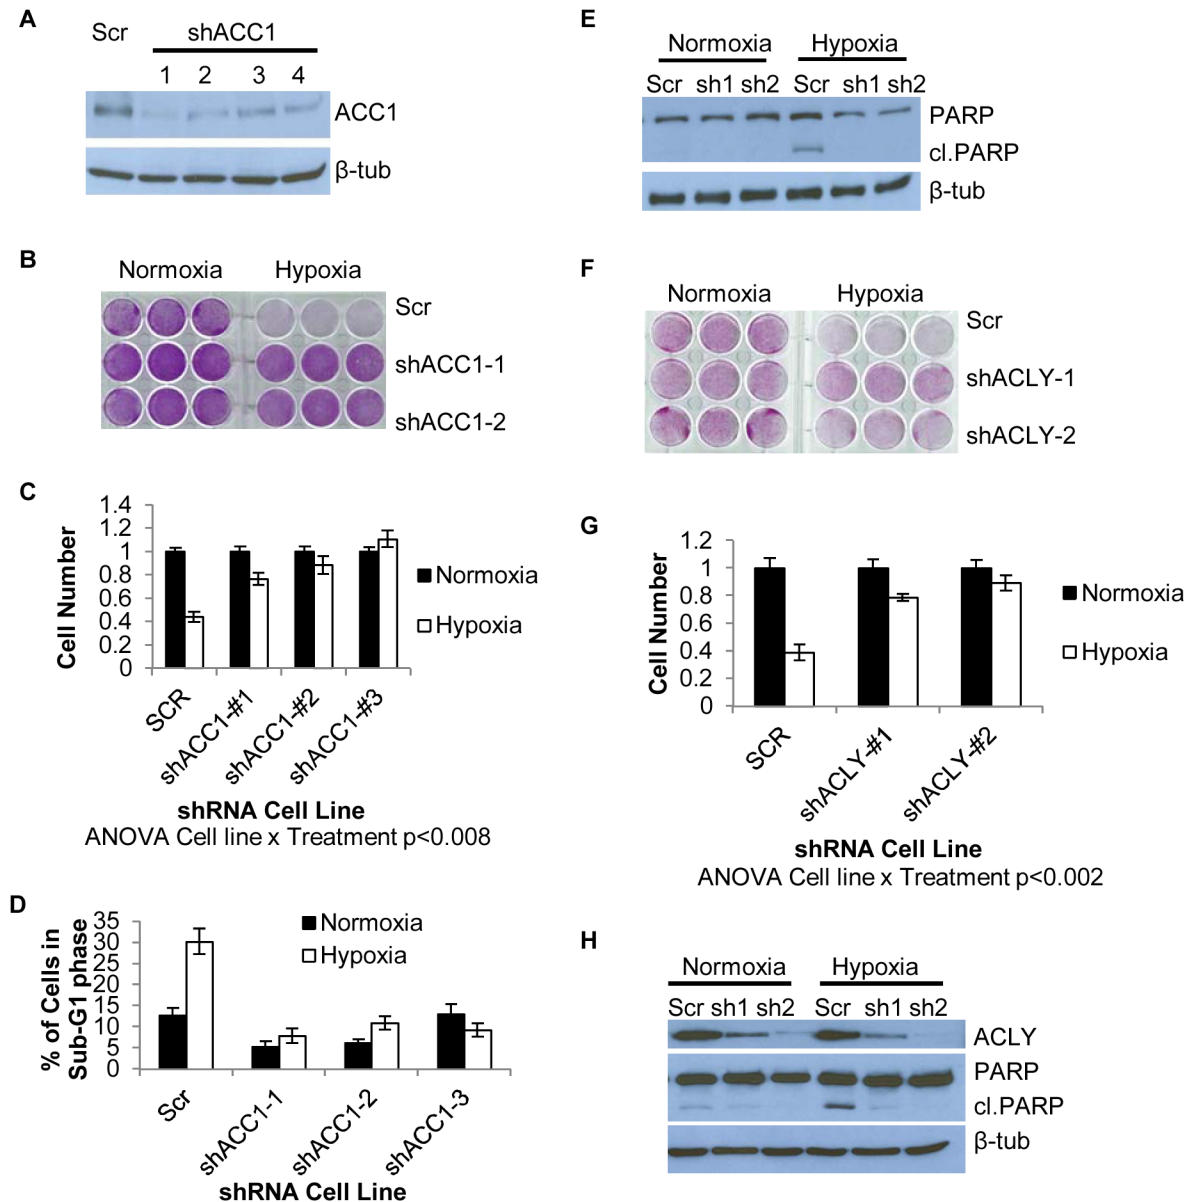 A
Scr shACC1
1 2 3 4
ACC1
β-tub
B
Normoxia Hypoxia
Scr
shACC1-1
shACC1-2
C
Cell Number
1.4
1.2
1
0.8
0.6
0.4
0.2
0
Normoxia
Hypoxia
SCR
shACC1-#1
shACC1-#2
shACC1-#3
shRNA Cell Line
ANOVA Cell line x Treatment p<0.008
D
% of Cells in
Sub-G1 phase
35
30
25
20
15
10
5
0
Normoxia
Hypoxia
Scr
shACC1-1
shACC1-2
shACC1-3
shRNA Cell Line
E
Normoxia Hypoxia
Scr sh1 sh2 Scr sh1 sh2
PARP
cl.PARP
β-tub
F
Normoxia Hypoxia
Scr
shACLY-1
shACLY-2
G
Cell Number
1.2
1
0.8
0.6
0.4
0.2
0
Normoxia
Hypoxia
SCR
shACLY-#1
shACLY-#2
shRNA Cell Line
ANOVA Cell line x Treatment p<0.002
H
Normoxia Hypoxia
Scr sh1 sh2 Scr sh1 sh2
ACLY
PARP
cl.PARP
β-tub